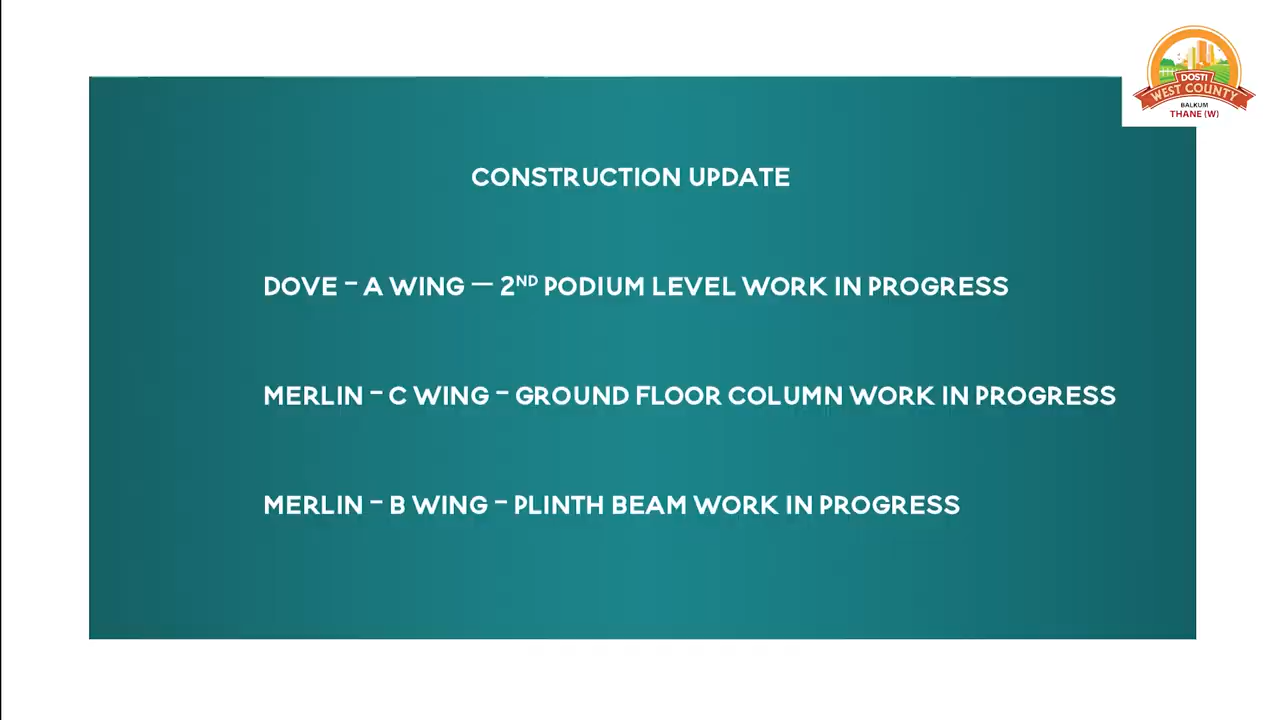 DOSTI
WEST COUNTY
BALKUM
THANE (W)
CONSTRUCTION UPDATE
DOVE – A WING — 2ND PODIUM LEVEL WORK IN PROGRESS
MERLIN – C WING – GROUND FLOOR COLUMN WORK IN PROGRESS
MERLIN – B WING – PLINTH BEAM WORK IN PROGRESS